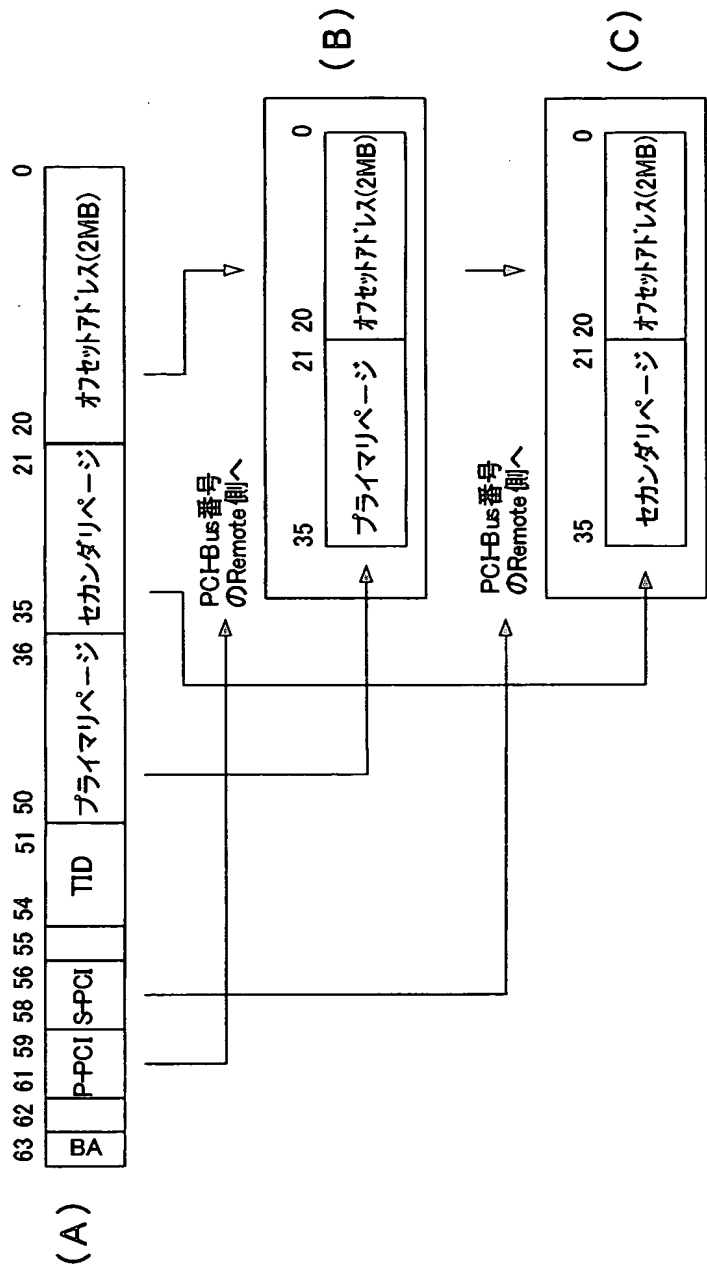 (A)
63 62 61 59 58 56 55 54 51 50 36 35 21 20 0
BA P-PCI S-PCI TID プライマリページ セカンダリページ オフセットアドレス(2MB)
PCI-Bus番号
のRemote側へ
(B)
35 21 20 0
プライマリページ オフセットアドレス(2MB)
PCI-Bus番号
のRemote側へ
(C)
35 21 20 0
セカンダリページ オフセットアドレス(2MB)